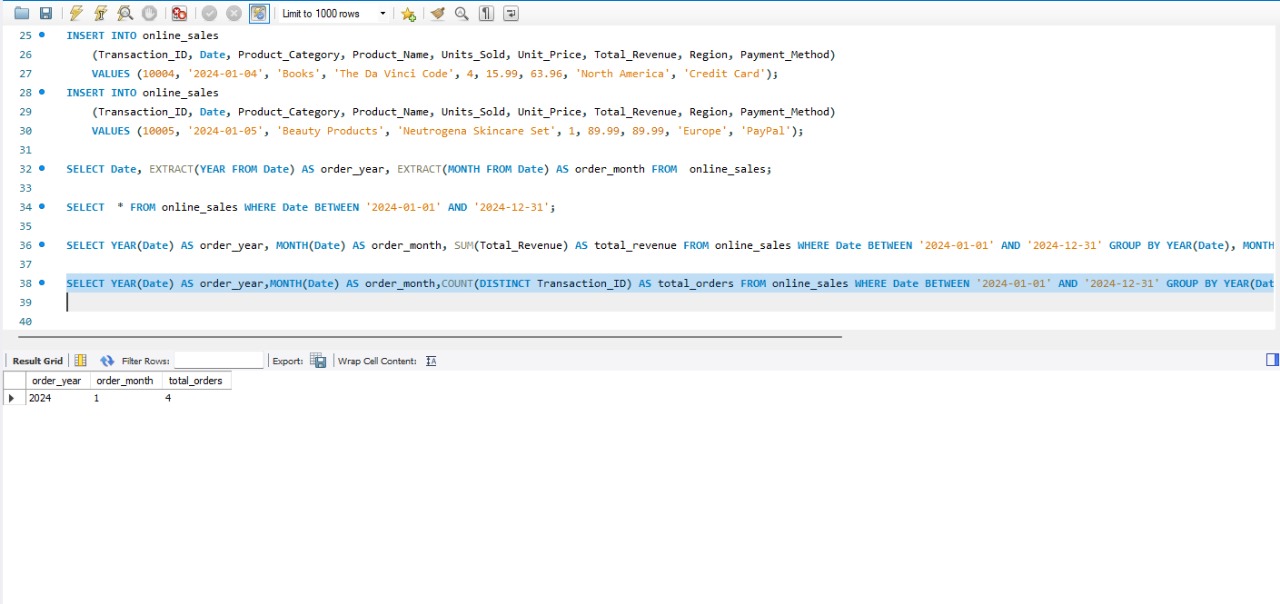 Limit to 1000 rows
25 INSERT INTO online_sales
26 (Transaction_ID, Date, Product_Category, Product_Name, Units_Sold, Unit_Price, Total_Revenue, Region, Payment_Method)
27 VALUES (10004, '2024-01-04', 'Books', 'The Da Vinci Code', 4, 15.99, 63.96, 'North America', 'Credit Card');
28 INSERT INTO online_sales
29 (Transaction_ID, Date, Product_Category, Product_Name, Units_Sold, Unit_Price, Total_Revenue, Region, Payment_Method)
30 VALUES (10005, '2024-01-05', 'Beauty Products', 'Neutrogena Skincare Set', 1, 89.99, 89.99, 'Europe', 'PayPal');
31
32 SELECT Date, EXTRACT(YEAR FROM Date) AS order_year, EXTRACT(MONTH FROM Date) AS order_month FROM  online_sales;
33
34 SELECT  * FROM online_sales WHERE Date BETWEEN '2024-01-01' AND '2024-12-31';
35
36 SELECT YEAR(Date) AS order_year, MONTH(Date) AS order_month, SUM(Total_Revenue) AS total_revenue FROM online_sales WHERE Date BETWEEN '2024-01-01' AND '2024-12-31' GROUP BY YEAR(Date), MONTH
37
38 SELECT YEAR(Date) AS order_year,MONTH(Date) AS order_month,COUNT(DISTINCT Transaction_ID) AS total_orders FROM online_sales WHERE Date BETWEEN '2024-01-01' AND '2024-12-31' GROUP BY YEAR(Dat
39
40
Result Grid Filter Rows: Export: Wrap Cell Content:
order_year order_month total_orders
2024 1 4